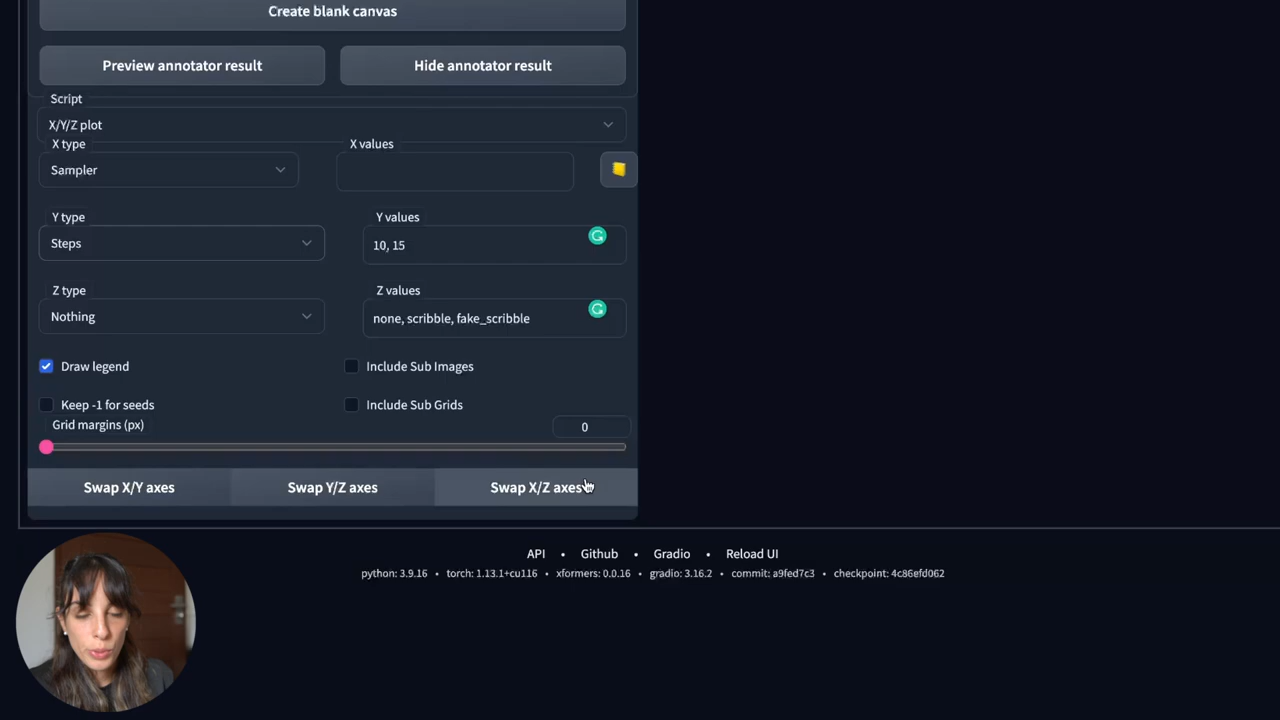 Create blank canvas
Preview annotator result Hide annotator result
Script
X/Y/Z plot
X type X values
Sampler
Y type Y values
Steps 10, 15
Z type Z values
Nothing none, scribble, fake_scribble
Draw legend Include Sub Images
Keep -1 for seeds Include Sub Grids
Grid margins (px) 0
Swap X/Y axes Swap Y/Z axes Swap X/Z axes
API • Github • Gradio • Reload UI
python: 3.9.16 • torch: 1.13.1+cu116 • xformers: 0.0.16 • gradio: 3.16.2 • commit: a9fed7c3 • checkpoint: 4c86efd062